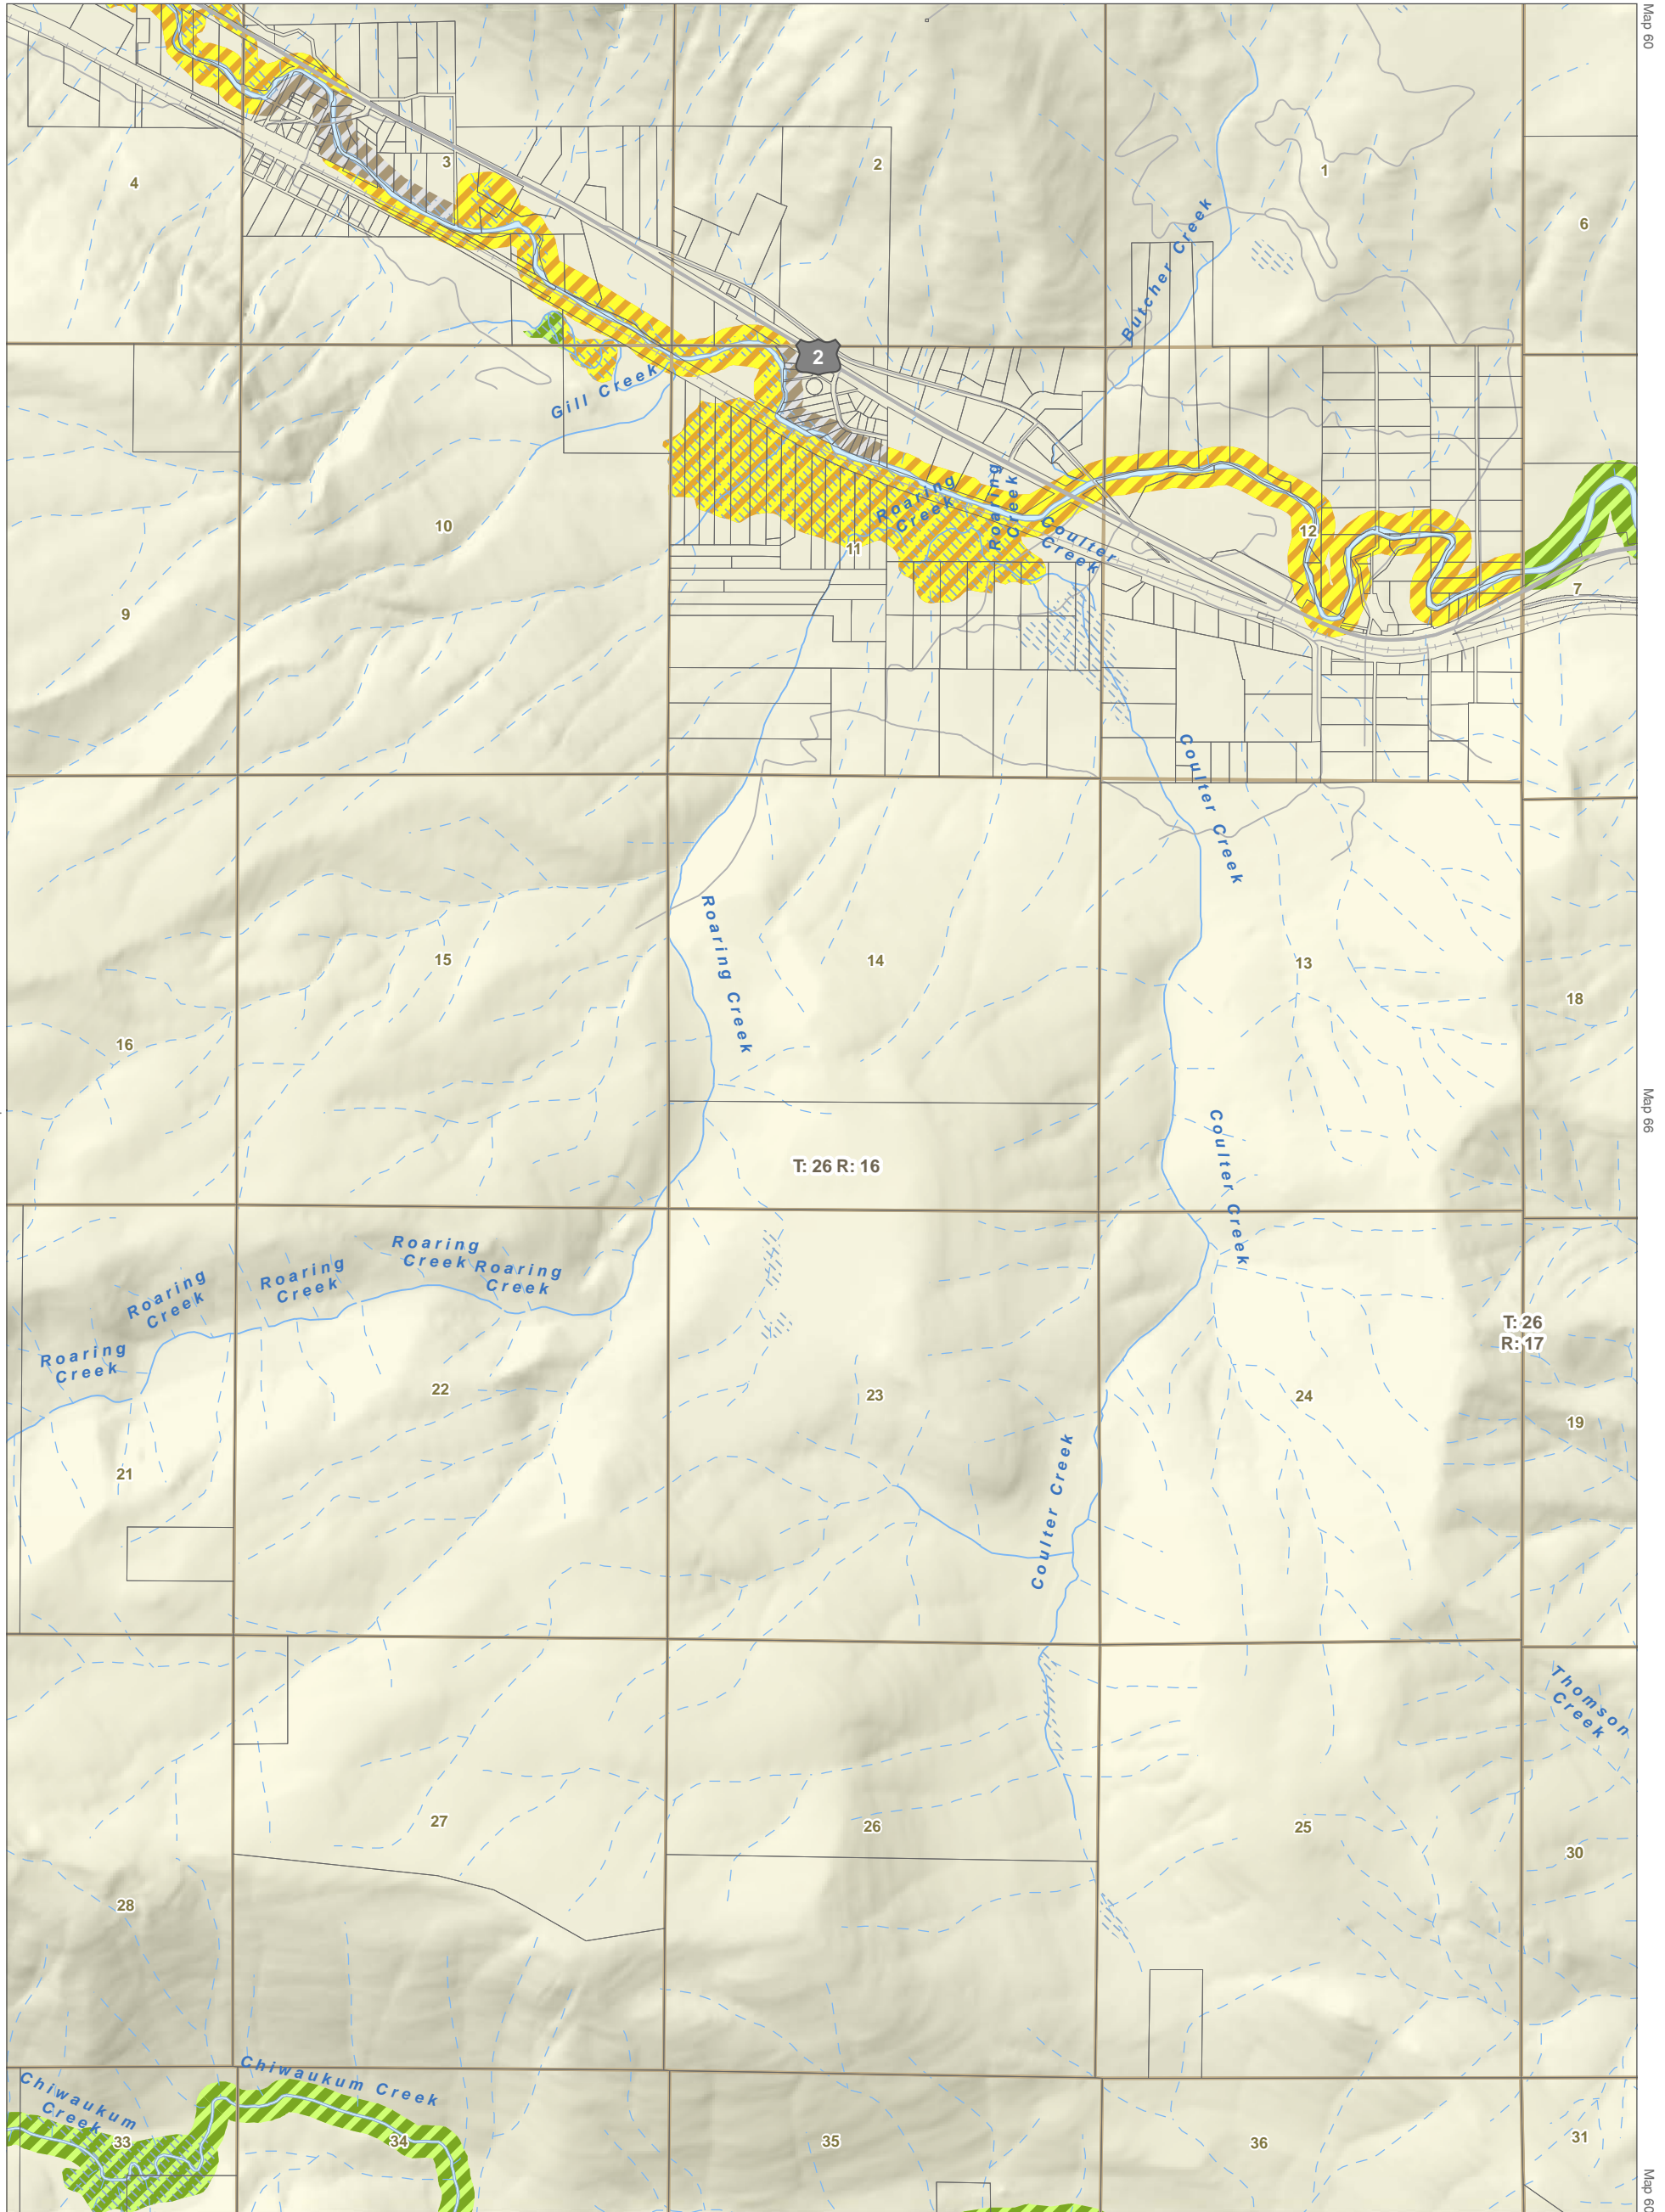 Map 60
4
3
2
1
6
Butcher Creek
2
Gill Creek
Roaring
Creek
Roaring
Creek
Coulter
Creek
10
11
12
9
7
Coulter Creek
Roaring Creek
15
14
13
16
18
Map 66
T: 26 R: 16
Coulter Creek
Roaring
Creek
Roaring
Creek
Roaring
Creek
Roaring
Creek
Roaring
Creek
T: 26
R: 17
22
23
24
19
21
Coulter Creek
Thomson
Creek
27
26
25
30
28
Chiwaukum Creek
Chiwaukum
Creek
33
34
35
36
31
Map 60